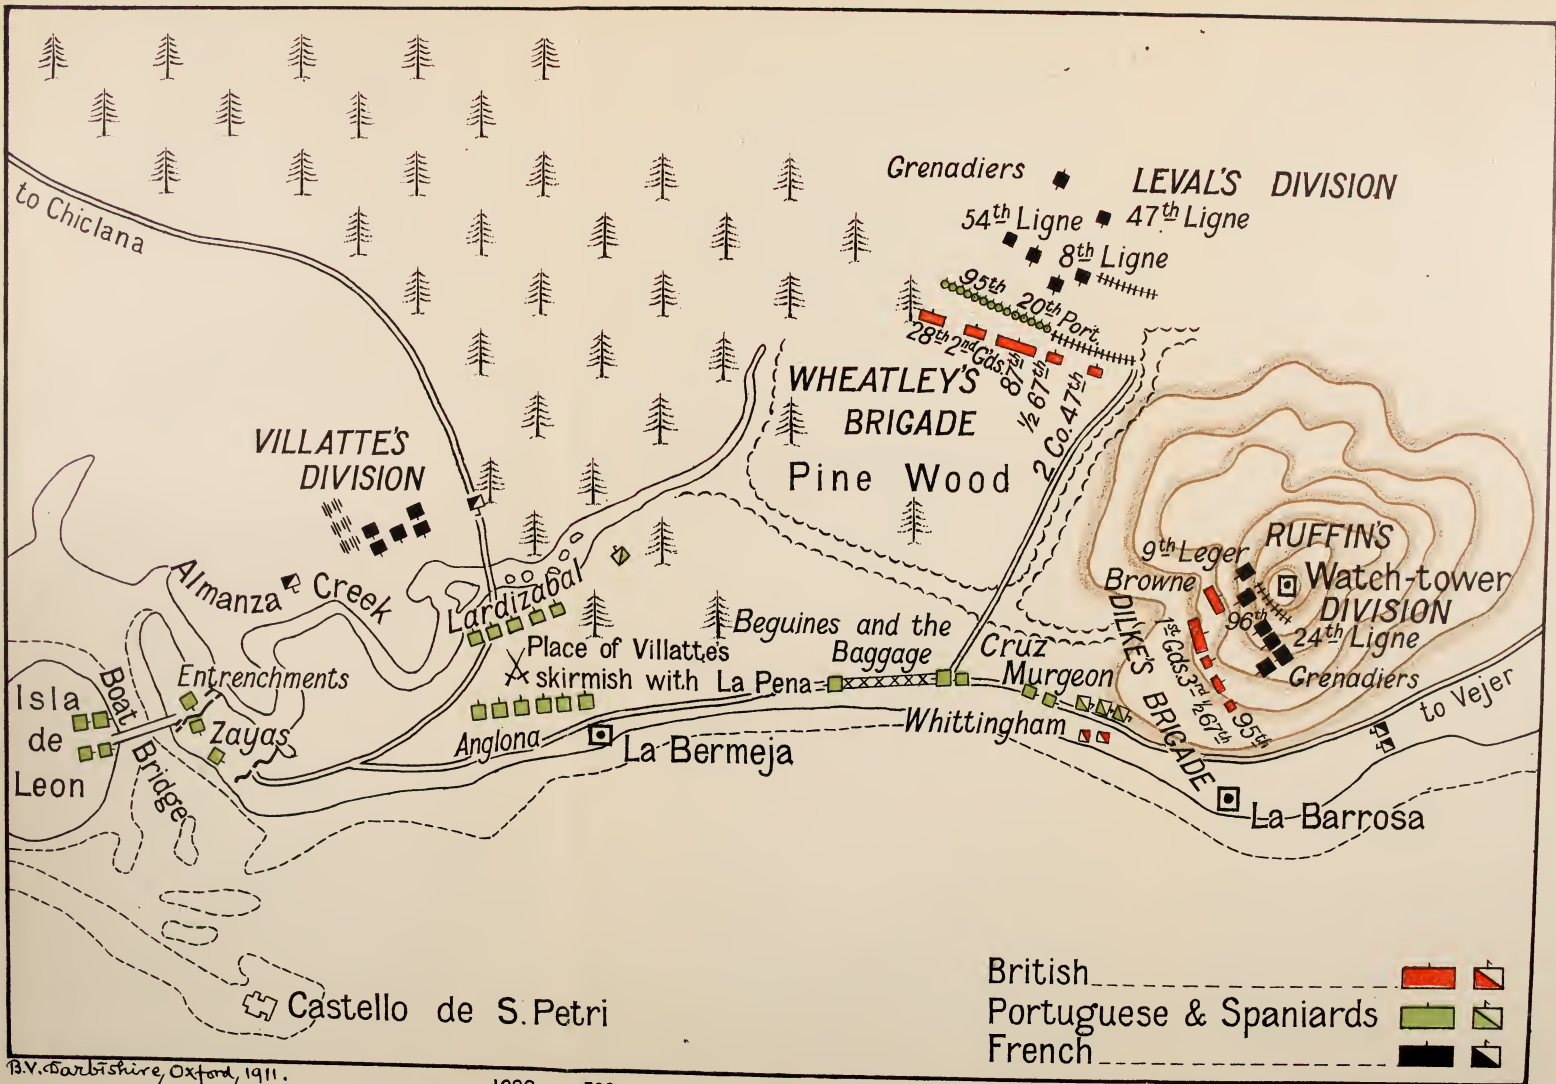 Grenadiers
LEVAL'S DIVISION
54th Ligne
47th Ligne
8th Ligne
to Chiclana
95th
20th Port.
28th
2nd Gds.
87th
½ 67th
2 Co. 47th
WHEATLEY'S
BRIGADE
Pine Wood
VILLATTE'S
DIVISION
Almanza Creek
Lardizabal
Place of Villatte's
skirmish with La Pena
Beguines and the
Baggage
Cruz
Murgeon
Whittingham
9th Leger
RUFFIN'S
Watch-tower
DIVISION
Browne
96th
24th Ligne
Grenadiers
DILKE'S BRIGADE
1st Gds.
3rd
½ 67th
95th
to Vejer
Isla
de
Leon
Boat
Bridge
Entrenchments
Zayas
Anglona
La Bermeja
La Barrosa
Castello de S. Petri
British
Portuguese & Spaniards
French
B.V. Darbishire, Oxford, 1911.